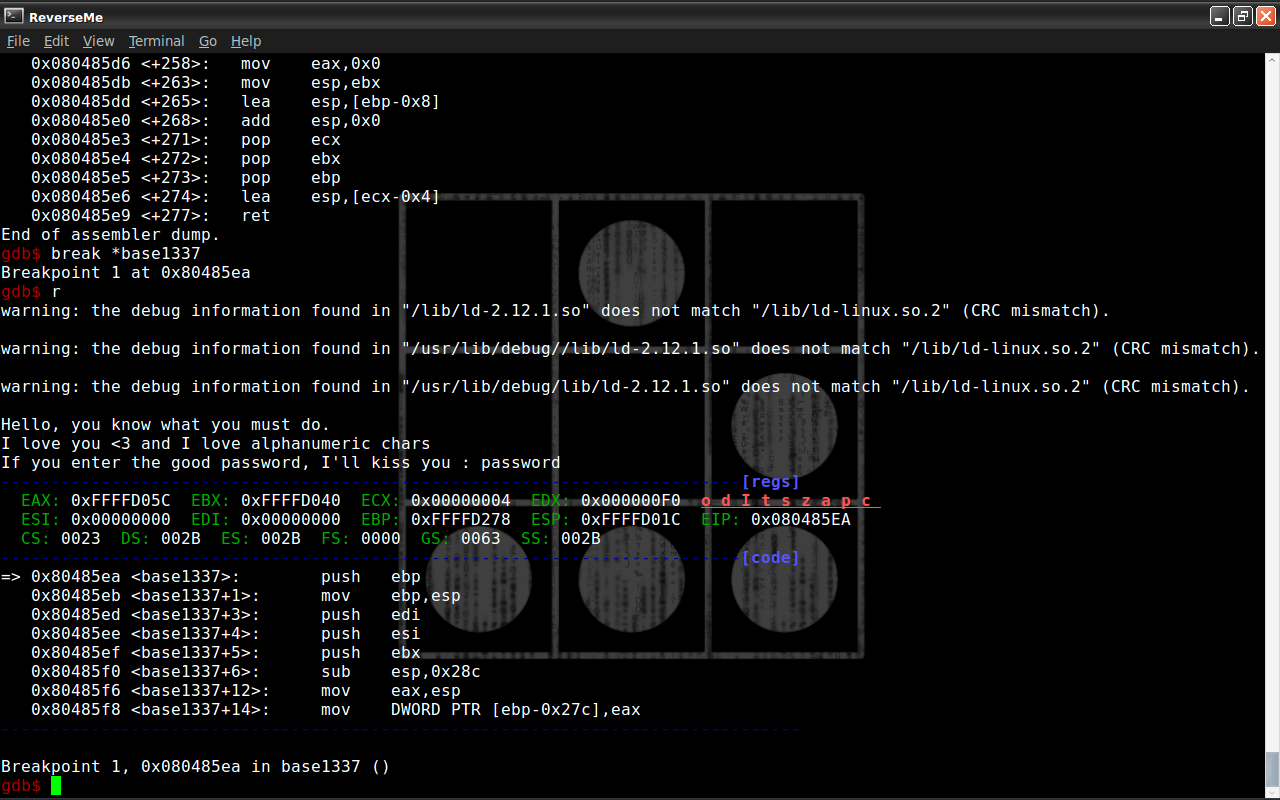 ReverseMe
File Edit View Terminal Go Help
0x080485d6 <+258>: mov eax,0x0
0x080485db <+263>: mov esp,ebx
0x080485dd <+265>: lea esp,[ebp-0x8]
0x080485e0 <+268>: add esp,0x0
0x080485e3 <+271>: pop ecx
0x080485e4 <+272>: pop ebx
0x080485e5 <+273>: pop ebp
0x080485e6 <+274>: lea esp,[ecx-0x4]
0x080485e9 <+277>: ret
End of assembler dump.
gdb$ break *base1337
Breakpoint 1 at 0x80485ea
gdb$ r
warning: the debug information found in "/lib/ld-2.12.1.so" does not match "/lib/ld-linux.so.2" (CRC mismatch).
warning: the debug information found in "/usr/lib/debug//lib/ld-2.12.1.so" does not match "/lib/ld-linux.so.2" (CRC mismatch).
warning: the debug information found in "/usr/lib/debug/lib/ld-2.12.1.so" does not match "/lib/ld-linux.so.2" (CRC mismatch).
Hello, you know what you must do.
I love you <3 and I love alphanumeric chars
If you enter the good password, I'll kiss you : password
--------------------------------------------------------------------------[regs]
EAX: 0xFFFFD05C EBX: 0xFFFFD040 ECX: 0x00000004 EDX: 0x000000F0 o d I t s z a p c
ESI: 0x00000000 EDI: 0x00000000 EBP: 0xFFFFD278 ESP: 0xFFFFD01C EIP: 0x080485EA
CS: 0023 DS: 002B ES: 002B FS: 0000 GS: 0063 SS: 002B
--------------------------------------------------------------------------[code]
=> 0x80485ea <base1337>: push ebp
0x80485eb <base1337+1>: mov ebp,esp
0x80485ed <base1337+3>: push edi
0x80485ee <base1337+4>: push esi
0x80485ef <base1337+5>: push ebx
0x80485f0 <base1337+6>: sub esp,0x28c
0x80485f6 <base1337+12>: mov eax,esp
0x80485f8 <base1337+14>: mov DWORD PTR [ebp-0x27c],eax
--------------------------------------------------------------------------------
Breakpoint 1, 0x080485ea in base1337 ()
gdb$